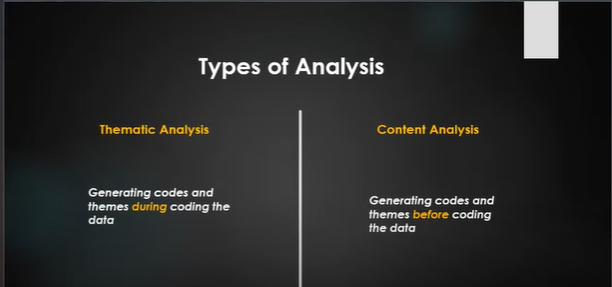 Types of Analysis
Thematic Analysis
Generating codes and
themes during coding the
data
Content Analysis
Generating codes and
themes before coding
the data